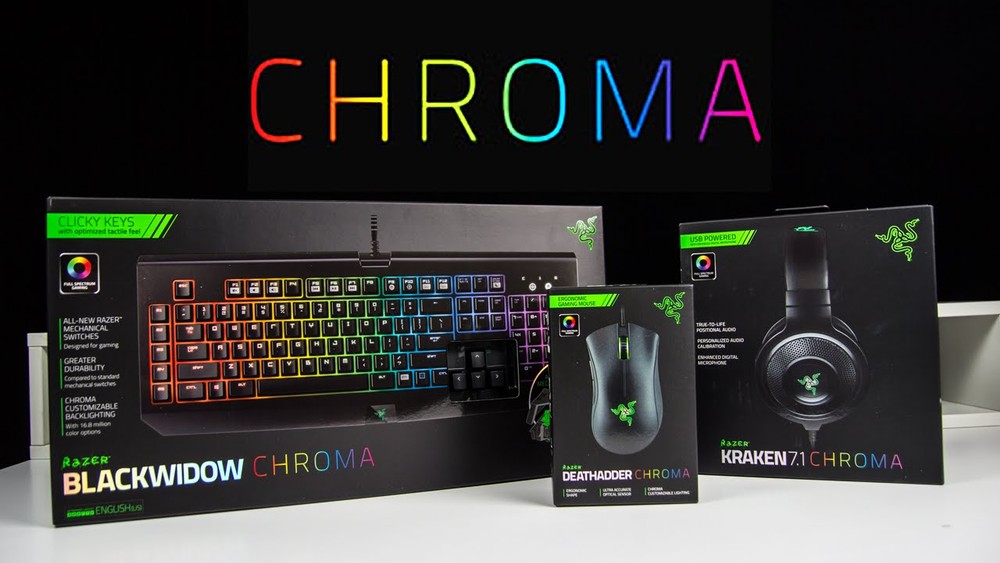 CHROMA
CLICKY KEYS
with optimized tactile feel
FULL SPECTRUM
GAMING
ALL-NEW RAZER™
MECHANICAL
SWITCHES
Designed for gaming
GREATER
DURABILITY
Compared to standard
mechanical switches
CHROMA
CUSTOMIZABLE
BACKLIGHTING
With 16.8 million
color options
RAZER™
BLACKWIDOW CHROMA
ENGLISH (US)
ERGONOMIC
GAMING MOUSE
RAZER
DEATHADDER CHROMA
ERGONOMIC
SHAPE
ULTRA ACCURATE
OPTICAL SENSOR
CHROMA
CUSTOMIZABLE LIGHTING
USB POWERED
TRUE-TO-LIFE
POSITIONAL AUDIO
PERSONALIZED AUDIO
CALIBRATION
ENHANCED DIGITAL
MICROPHONE
RAZER™
KRAKEN 7.1 CHROMA